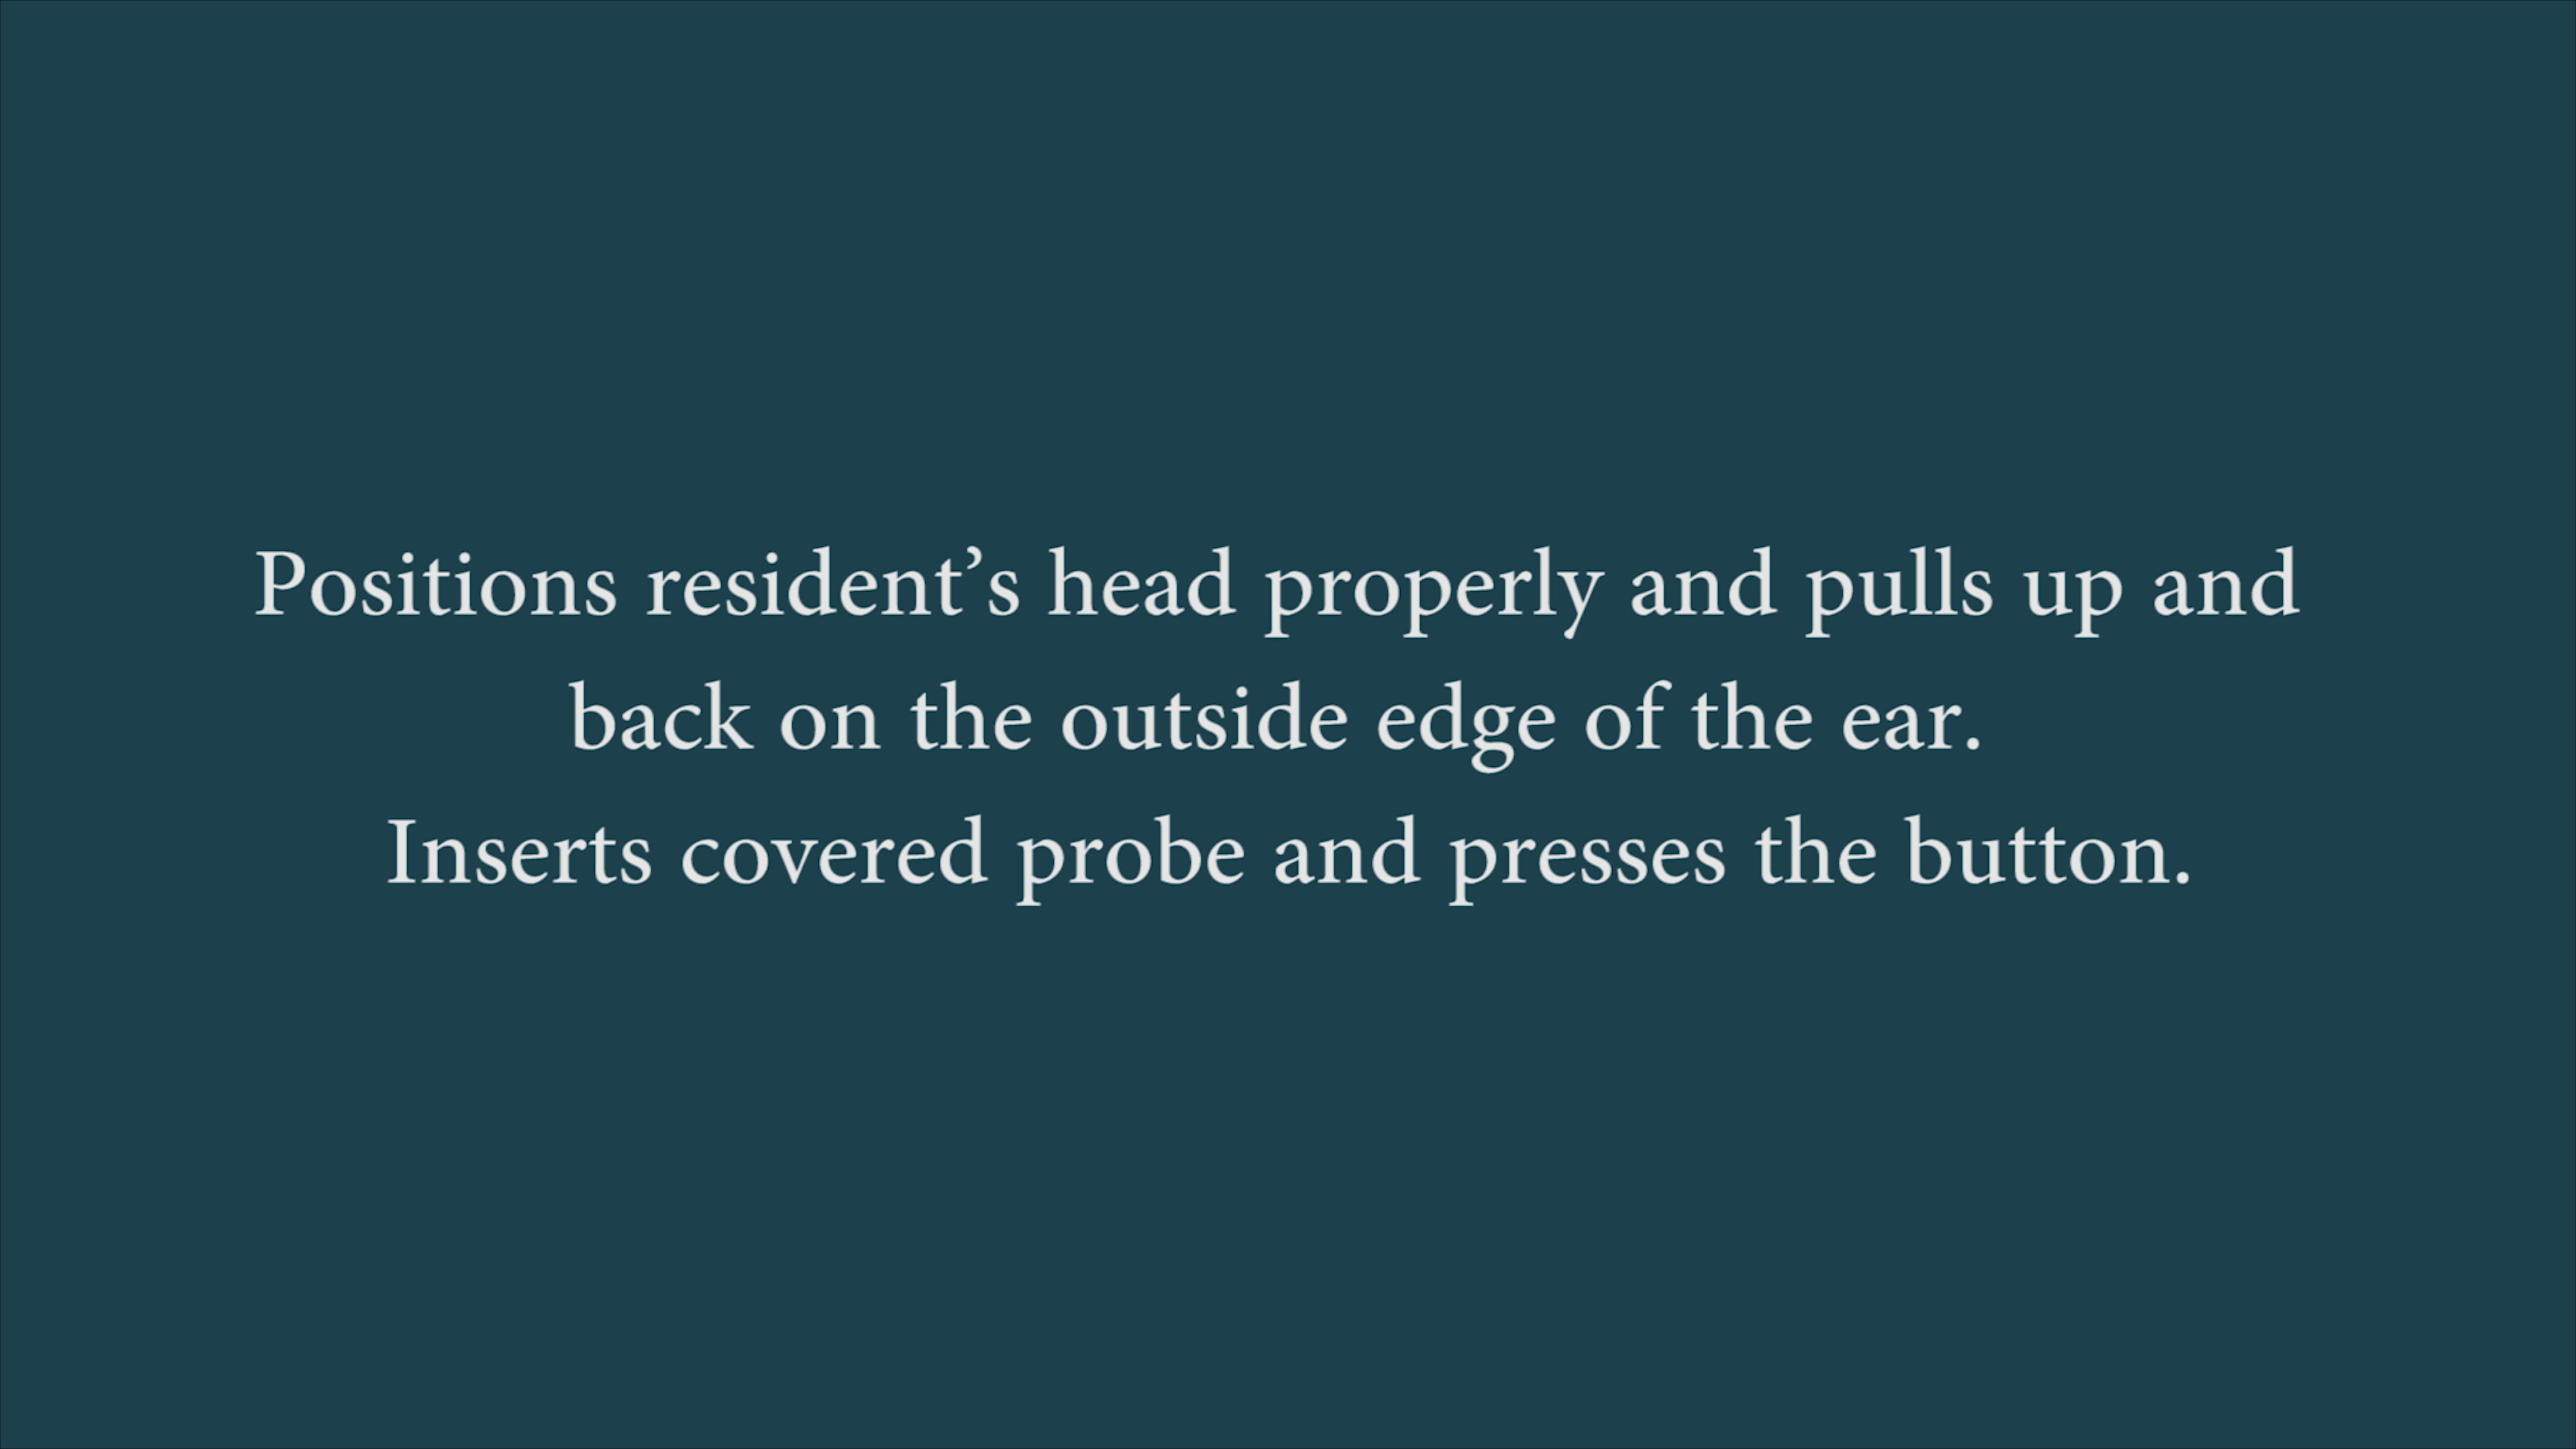 Positions resident’s head properly and pulls up and
back on the outside edge of the ear.
Inserts covered probe and presses the button.